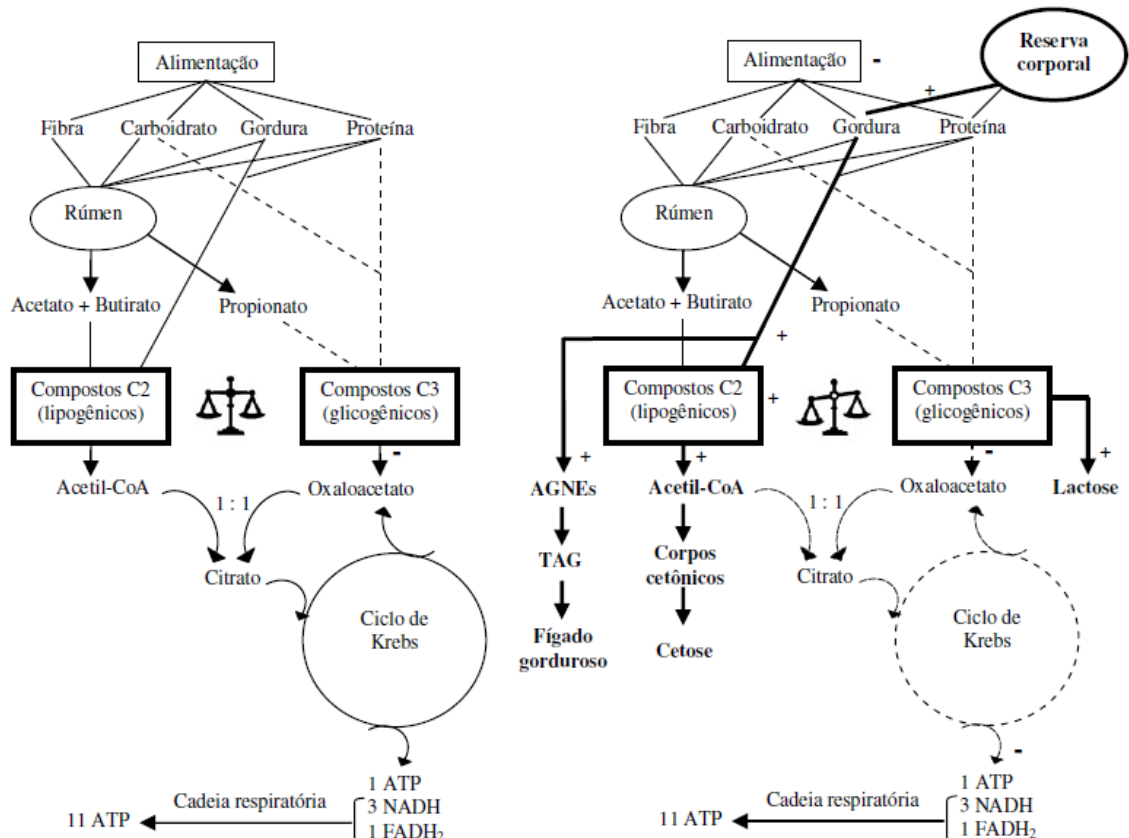 Alimentação
Fibra Carboidrato Gordura Proteína
Rúmen
Acetato + Butirato Propionato
Compostos C2
(lipogênicos)
Compostos C3
(glicogênicos)
-
Acetil-CoA 1 : 1 Oxaloacetato
Citrato
Ciclo de
Krebs
1 ATP
3 NADH
1 FADH2
Cadeia respiratória
11 ATP
Alimentação -
Reserva
corporal
+
Fibra Carboidrato Gordura Proteína
Rúmen
Acetato + Butirato Propionato
+
Compostos C2
(lipogênicos)
+
Compostos C3
(glicogênicos)
+ + - +
AGNEs Acetil-CoA 1 : 1 Oxaloacetato Lactose
TAG
Corpos
cetônicos
Citrato
Fígado
gorduroso
Cetose
Ciclo de
Krebs
-
1 ATP
3 NADH
1 FADH2
Cadeia respiratória
11 ATP